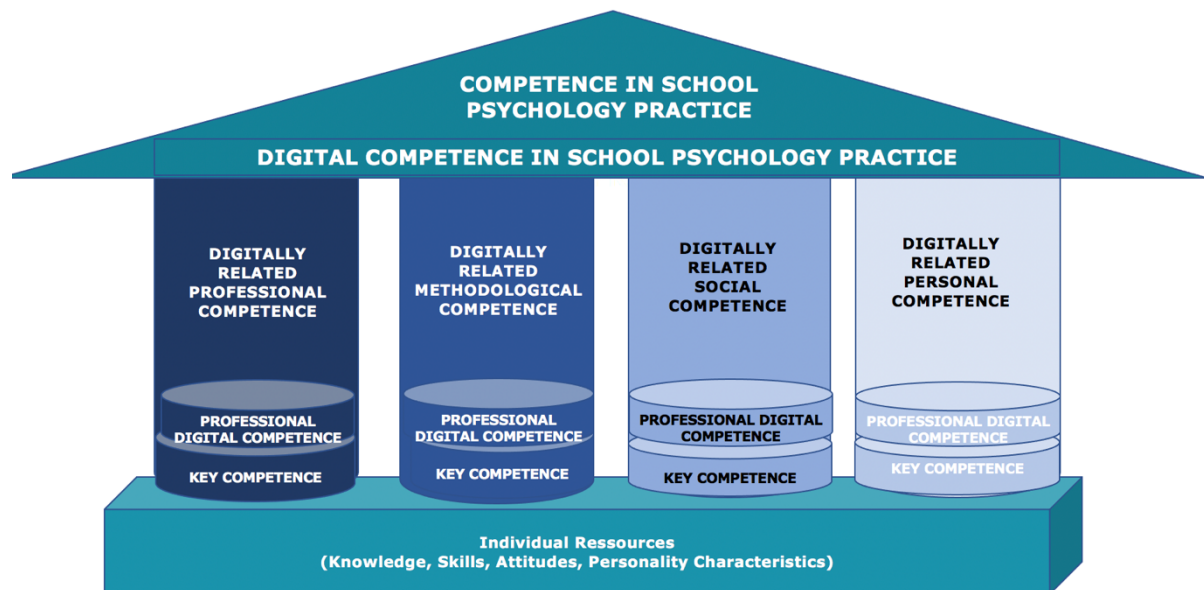 COMPETENCE IN SCHOOL
PSYCHOLOGY PRACTICE
DIGITAL COMPETENCE IN SCHOOL PSYCHOLOGY PRACTICE
DIGITALLY
RELATED
PROFESSIONAL
COMPETENCE
PROFESSIONAL
DIGITAL COMPETENCE
KEY COMPETENCE
DIGITALLY
RELATED
METHODOLOGICAL
COMPETENCE
PROFESSIONAL
DIGITAL COMPETENCE
KEY COMPETENCE
DIGITALLY
RELATED
SOCIAL
COMPETENCE
PROFESSIONAL DIGITAL
COMPETENCE
KEY COMPETENCE
DIGITALLY
RELATED
PERSONAL
COMPETENCE
PROFESSIONAL DIGITAL
COMPETENCE
KEY COMPETENCE
Individual Ressources
(Knowledge, Skills, Attitudes, Personality Characteristics)